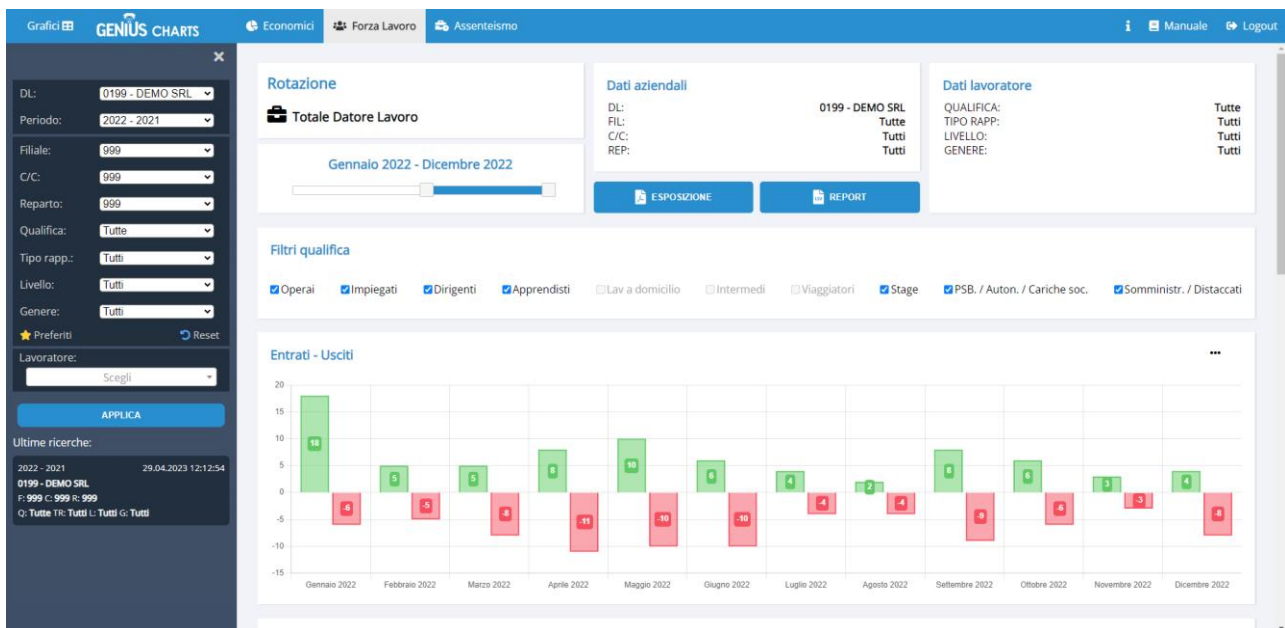 Grafici GENIUS CHARTS Economici Forza Lavoro Assenteismo i Manuale Logout
×
DL: 0199 - DEMO SRL
Periodo: 2022 - 2021
Filiale: 999
C/C: 999
Reparto: 999
Qualifica: Tutte
Tipo rapp.: Tutti
Livello: Tutti
Genere: Tutti
Preferiti Reset
Lavoratore:
Scegli
APPLICA
Ultime ricerche:
2022 - 2021 29.04.2023 12:12:54
0199 - DEMO SRL
F: 999 C: 999 R: 999
Q: Tutte TR: Tutti L: Tutti G: Tutti
Rotazione
Totale Datore Lavoro
Gennaio 2022 - Dicembre 2022
Dati aziendali
DL: 0199 - DEMO SRL
FIL: Tutte
C/C: Tutti
REP: Tutti
ESPOSIZIONE REPORT
Dati lavoratore
QUALIFICA: Tutte
TIPO RAPP: Tutti
LIVELLO: Tutti
GENERE: Tutti
Filtri qualifica
Operai Impiegati Dirigenti Apprendisti Lav a domicilio Intermedi Viaggiatori Stage PSB. / Auton. / Cariche soc. Somministr. / Distaccati
Entrati - Usciti
20
15
10
5
0
-5
-10
-15
18 5 5 8 10 6 4 2 8 6 3 4
-6 -5 -8 -11 -10 -10 -4 -4 -9 -6 -3 -8
Gennaio 2022 Febbraio 2022 Marzo 2022 Aprile 2022 Maggio 2022 Giugno 2022 Luglio 2022 Agosto 2022 Settembre 2022 Ottobre 2022 Novembre 2022 Dicembre 2022